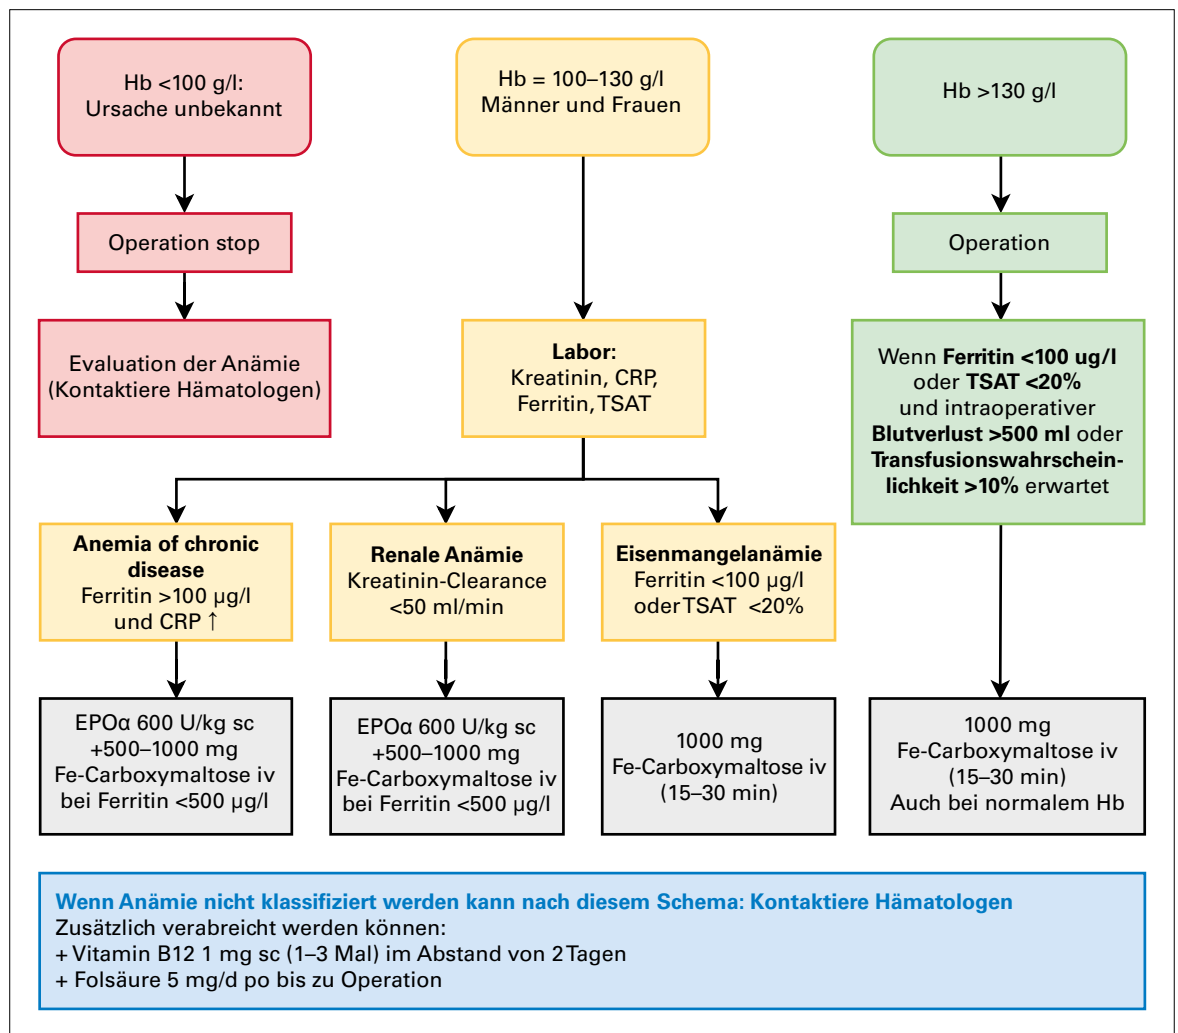 Hb <100 g/l:
Ursache unbekannt
Hb = 100–130 g/l
Männer und Frauen
Hb >130 g/l
Operation stop
Operation
Evaluation der Anämie
(Kontaktiere Hämatologen)
Labor:
Kreatinin, CRP,
Ferritin, TSAT
Wenn Ferritin <100 ug/l
oder TSAT <20%
und intraoperativer
Blutverlust >500 ml oder
Transfusionswahrschein-
lichkeit >10% erwartet
Anemia of chronic
disease
Ferritin >100 µg/l
und CRP ↑
Renale Anämie
Kreatinin-Clearance
<50 ml/min
Eisenmangelanämie
Ferritin <100 µg/l
oder TSAT <20%
EPOα 600 U/kg sc
+500–1000 mg
Fe-Carboxymaltose iv
bei Ferritin <500 µg/l
EPOα 600 U/kg sc
+500–1000 mg
Fe-Carboxymaltose iv
bei Ferritin <500 µg/l
1000 mg
Fe-Carboxymaltose iv
(15–30 min)
1000 mg
Fe-Carboxymaltose iv
(15–30 min)
Auch bei normalem Hb
Wenn Anämie nicht klassifiziert werden kann nach diesem Schema: Kontaktiere Hämatologen
Zusätzlich verabreicht werden können:
+ Vitamin B12 1 mg sc (1–3 Mal) im Abstand von 2 Tagen
+ Folsäure 5 mg/d po bis zu Operation